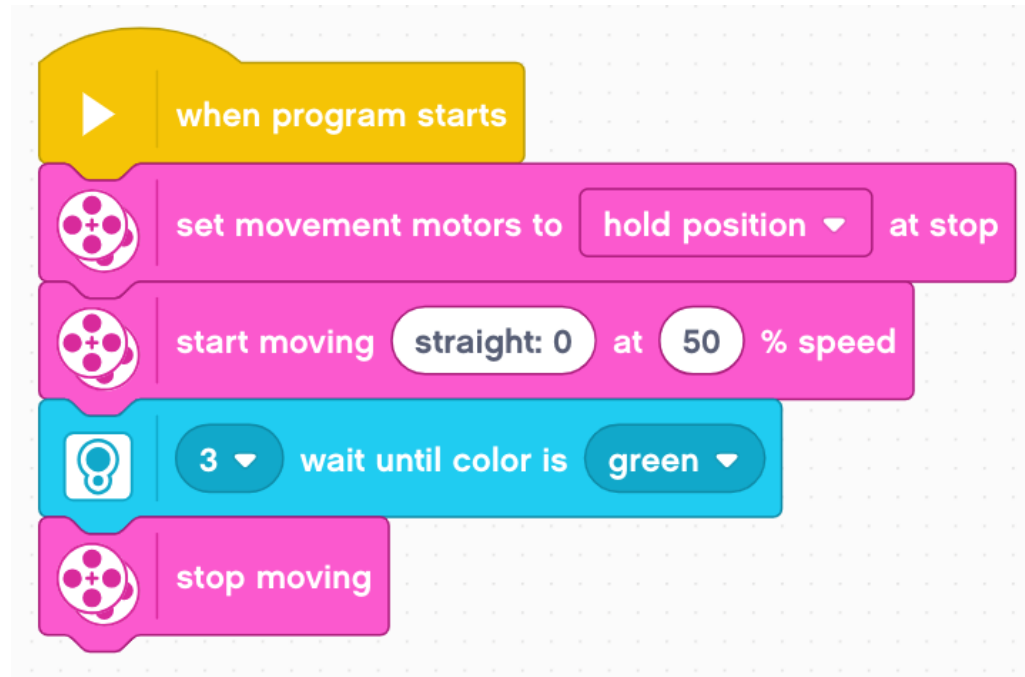 when program starts
set movement motors to hold position at stop
start moving straight: 0 at 50 % speed
3 wait until color is green
stop moving